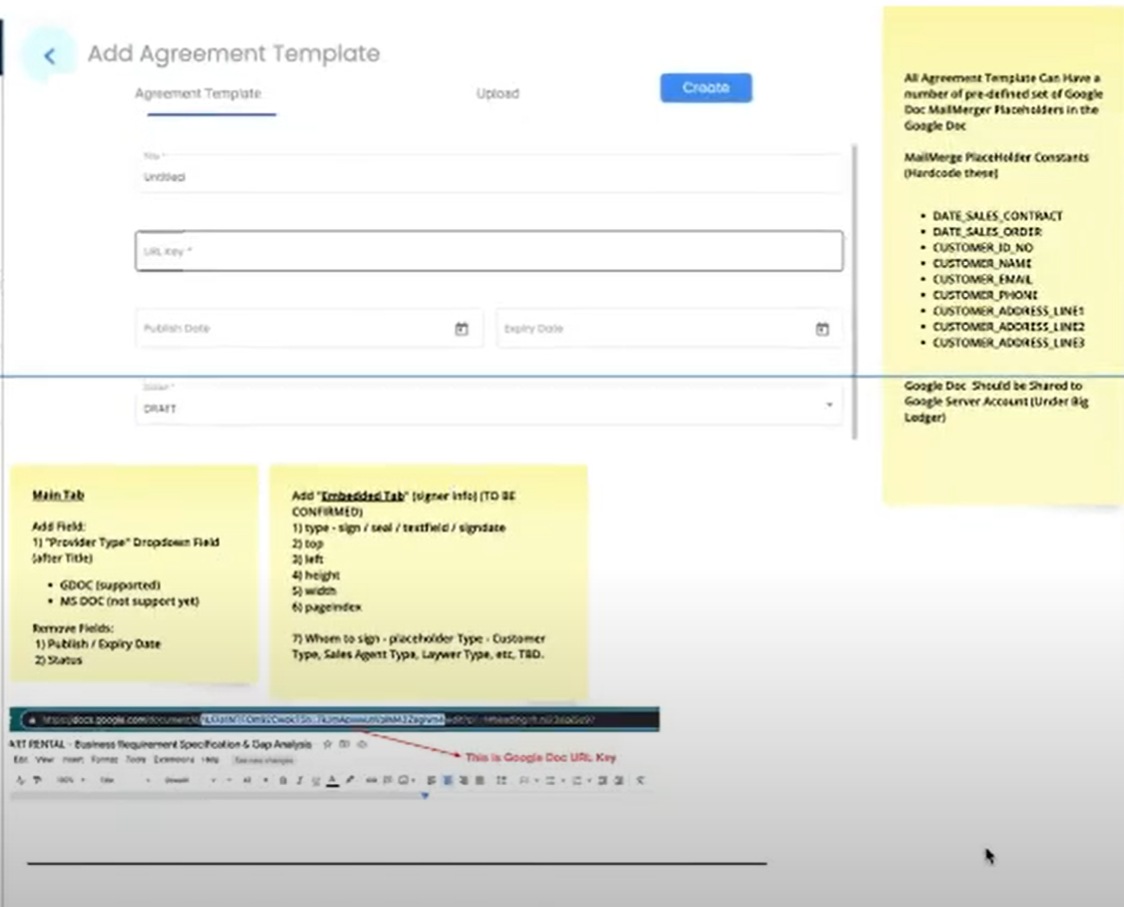 Add Agreement Template
Agreement Template
Upload
Create
Title *
Untitled
URL Key *
Publish Date
Expiry Date
Status *
DRAFT
All Agreement Template Can Have a
number of pre-defined set of Google
Doc MailMerger Placeholders in the
Google Doc
MailMerge PlaceHolder Constants
(Hardcode these)
• DATE_SALES_CONTRACT
• DATE_SALES_ORDER
• CUSTOMER_ID_NO
• CUSTOMER_NAME
• CUSTOMER_EMAIL
• CUSTOMER_PHONE
• CUSTOMER_ADDRESS_LINE1
• CUSTOMER_ADDRESS_LINE2
• CUSTOMER_ADDRESS_LINE3
Google Doc Should be Shared to
Google Server Account (Under Big
Ledger)
Main Tab
Add Field:
1) "Provider Type" Dropdown Field
(after Title)
• GDOC (supported)
• MS DOC (not support yet)
Remove Fields:
1) Publish / Expiry Date
2) Status
Add "Embedded Tab" (signer info) (TO BE
CONFIRMED)
1) type - sign / seal / textfield / signdate
2) top
3) left
4) height
5) width
6) pageindex
7) Whom to sign - placeholder Type - Customer
Type, Sales Agent Type, Laywer Type, etc, TBD.
https://docs.google.com/document/d/
ART RENTAL - Business Requirement Specification & Gap Analysis
Edit View Insert Format Tools Extensions Help See new changes
This is Google Doc URL Key
100% Title